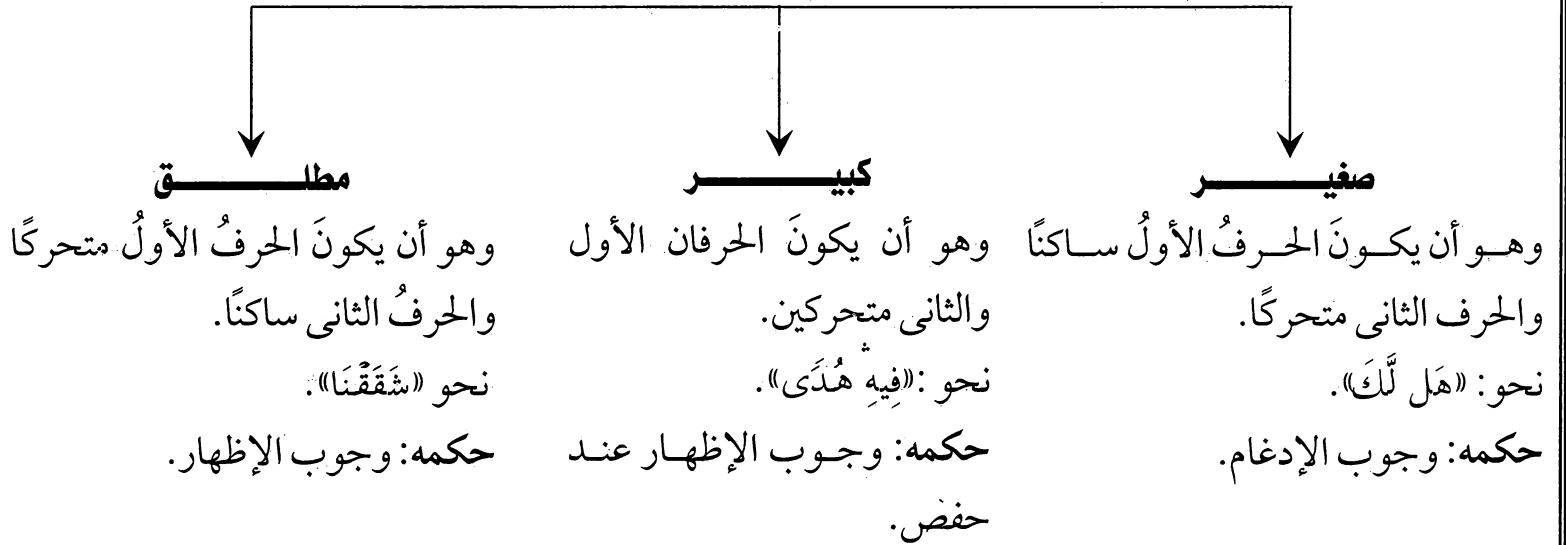 صغير
وهو أن يكونَ الحرفُ الأولُ ساكنًا
والحرف الثانى متحركًا.
نحو: «هَل لَّكَ».
حكمه: وجوب الإدغام.
كبير
وهو أن يكونَ الحرفان الأول
والثانى متحركين.
نحو: «فِيهِۛ هُدًى».
حكمه: وجوب الإظهار عند
حفص.
مطلق
وهو أن يكونَ الحرفُ الأولُ متحركًا
والحرفُ الثانى ساكنًا.
نحو «شَقَقْنَا».
حكمه: وجوب الإظهار.